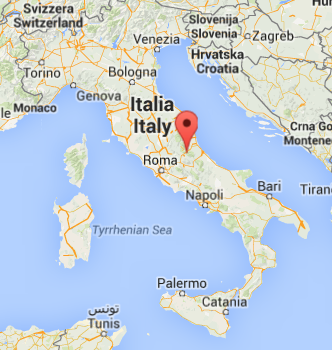 Svizzera
Switzerland
Slovenija
Slovenia
Zagreb
Venezia
Hrvatska
Croatia
Torino
Bologna
Genova
Monaco
Italia
Italy
Crna Go
Montene
Roma
Bari
Tiran
Napoli
Tyrrhenian Sea
Palermo
Catania
تونس
Tunis